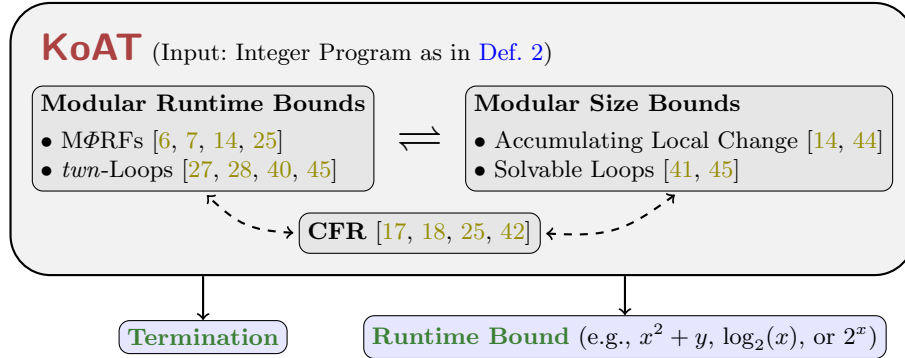 KoAT (Input: Integer Program as in Def. 2)
Modular Runtime Bounds
• MΦRFs [6, 7, 14, 25]
• twn-Loops [27, 28, 40, 45]
⇌
Modular Size Bounds
• Accumulating Local Change [14, 44]
• Solvable Loops [41, 45]
CFR [17, 18, 25, 42]
Termination
Runtime Bound (e.g., x² + y, log₂(x), or 2ˣ)